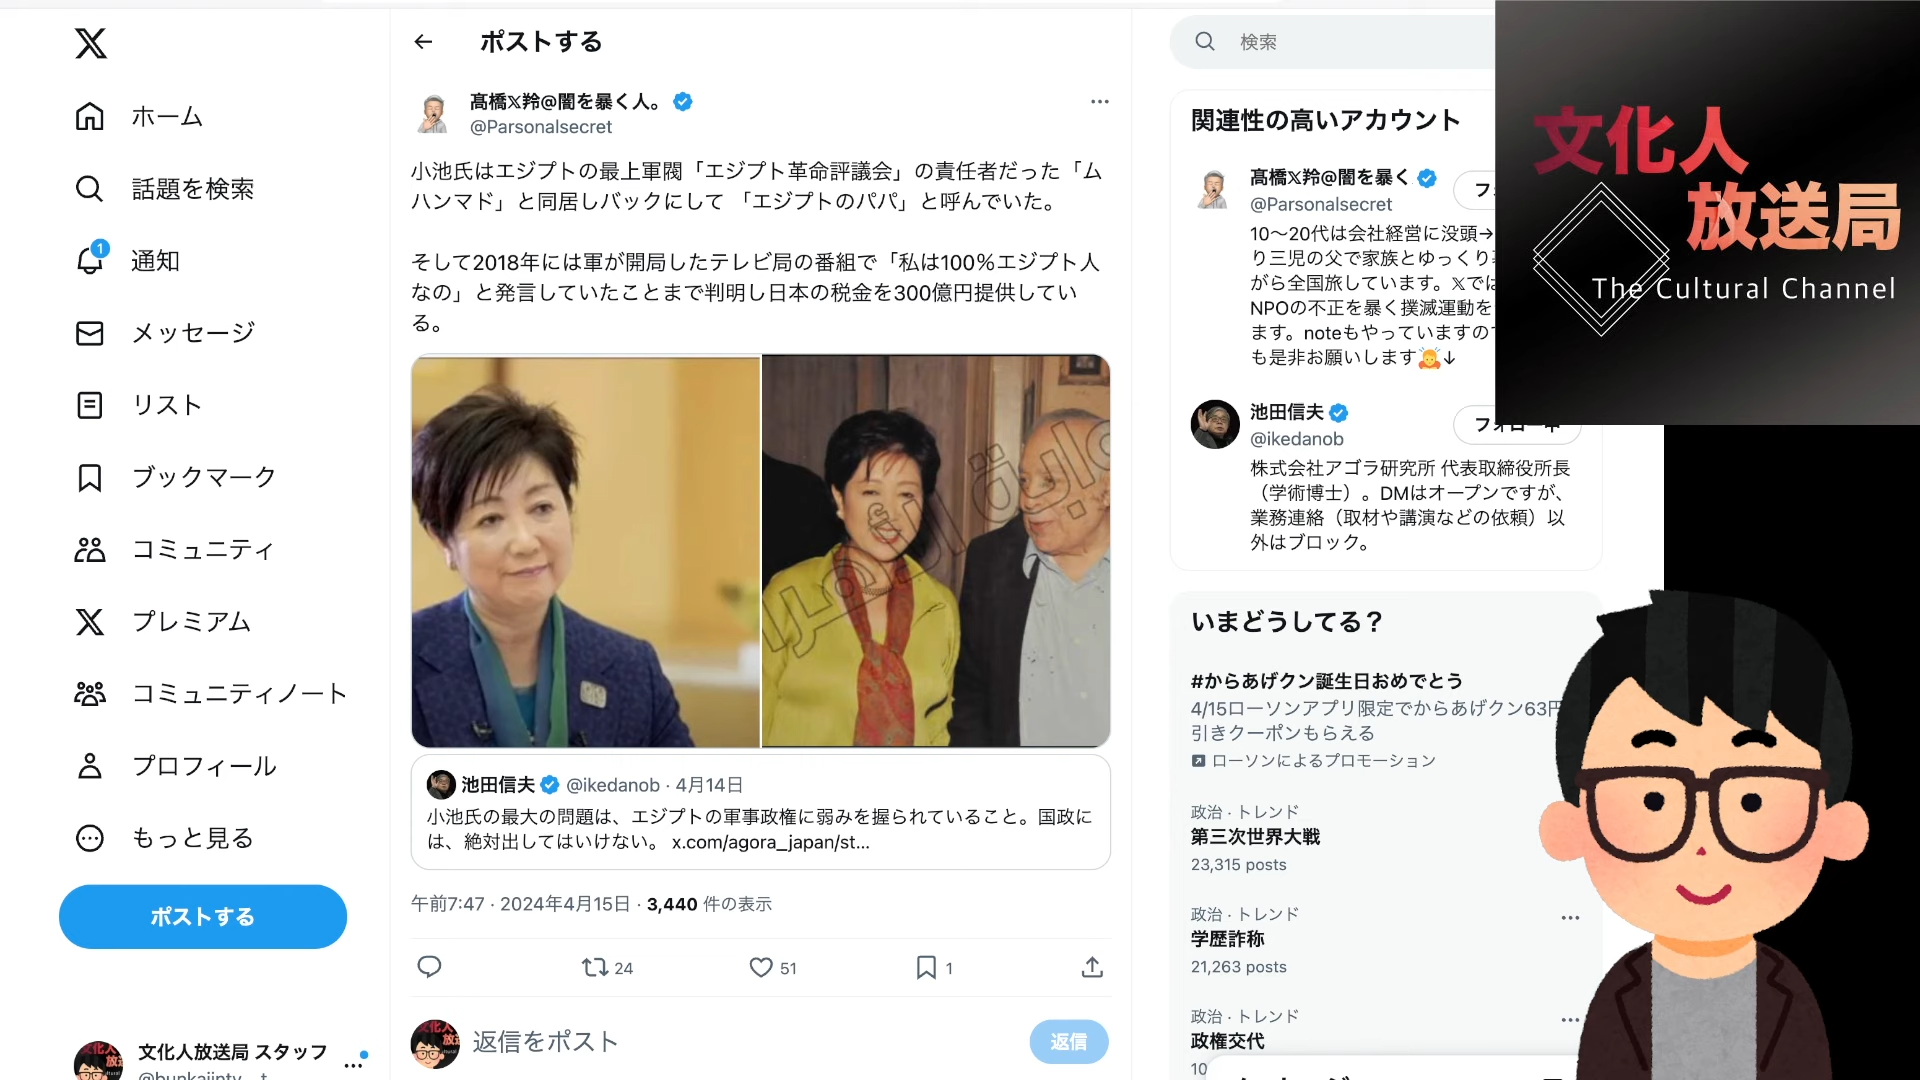 ホーム
話題を検索
1
通知
メッセージ
リスト
ブックマーク
コミュニティ
プレミアム
コミュニティノート
プロフィール
もっと見る
ポストする
文化人放送局 スタッフ
ポストする
髙橋𝕏羚@闇を暴く人。
@Parsonalsecret
小池氏はエジプトの最上軍閥「エジプト革命評議会」の責任者だった「ム
ハンマド」と同居しバックにして 「エジプトのパパ」と呼んでいた。
そして2018年には軍が開局したテレビ局の番組で「私は100%エジプト人
なの」と発言していたことまで判明し日本の税金を300億円提供してい
る。
池田信夫 @ikedanob · 4月14日
小池氏の最大の問題は、エジプトの軍事政権に弱みを握られていること。国政に
は、絶対出してはいけない。 x.com/agora_japan/st...
午前7:47 · 2024年4月15日 · 3,440 件の表示
24
51
1
返信をポスト
返信
検索
関連性の高いアカウント
髙橋𝕏羚@闇を暴く
@Parsonalsecret
フォ
10〜20代は会社経営に没頭→
り三児の父で家族とゆっくり
がら全国旅しています。𝕏では
NPOの不正を暴く撲滅運動を
ます。noteもやっていますので
も是非お願いします🙇↓
池田信夫
@ikedanob
フォロー中
株式会社アゴラ研究所 代表取締役所長
（学術博士）。DMはオープンですが、
業務連絡（取材や講演などの依頼）以
外はブロック。
いまどうしてる？
#からあげクン誕生日おめでとう
4/15ローソンアプリ限定でからあげクン63円
引きクーポンもらえる
ローソンによるプロモーション
政治 · トレンド
第三次世界大戦
23,315 posts
政治 · トレンド
学歴詐称
21,263 posts
政治 · トレンド
政権交代
文化人
放送局
The Cultural Channel